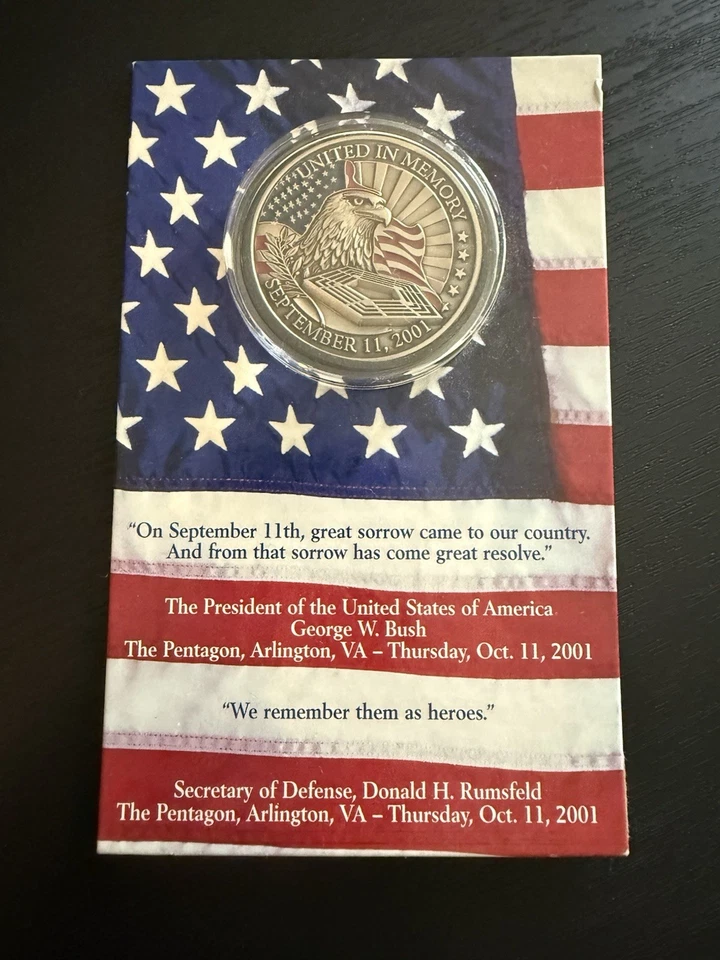 UNITED IN MEMORY
SEPTEMBER 11, 2001
“On September 11th, great sorrow came to our country.
And from that sorrow has come great resolve.”
The President of the United States of America
George W. Bush
The Pentagon, Arlington, VA – Thursday, Oct. 11, 2001
“We remember them as heroes.”
Secretary of Defense, Donald H. Rumsfeld
The Pentagon, Arlington, VA – Thursday, Oct. 11, 2001